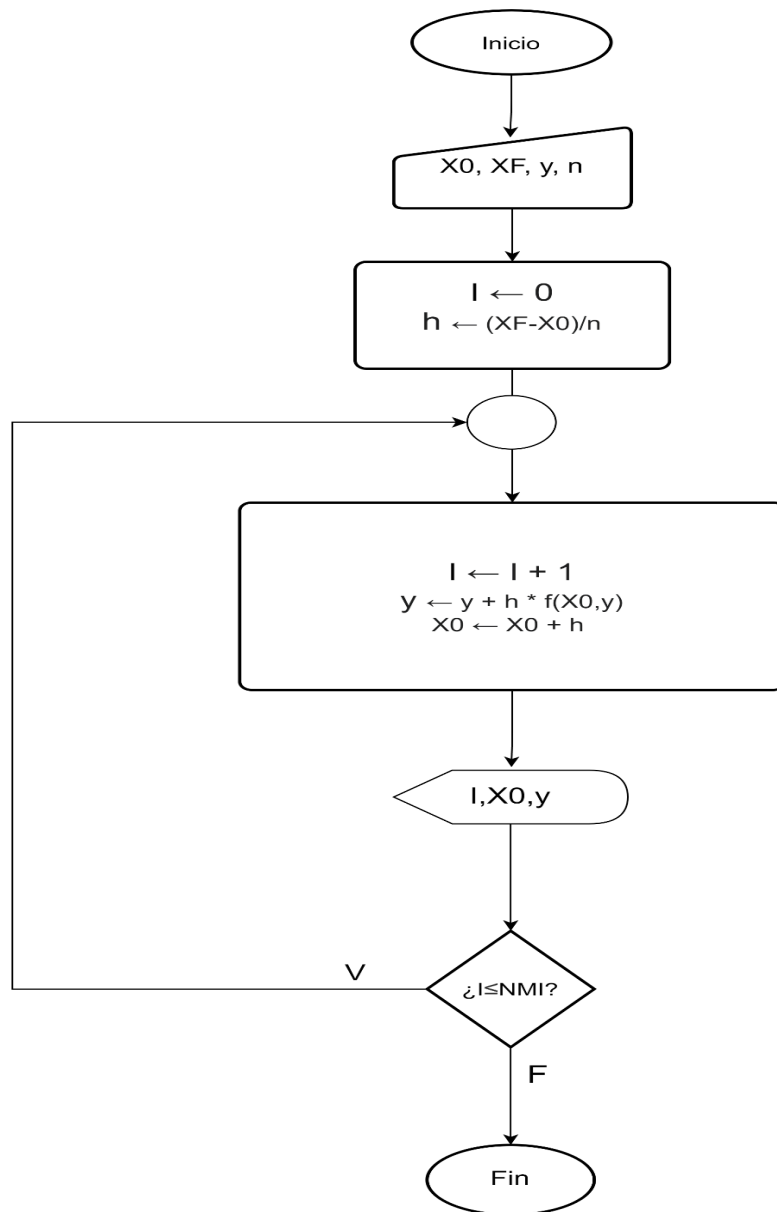 Inicio
X0, XF, y, n
I ← 0
h ← (XF-X0)/n
I ← I + 1
y ← y + h * f(X0,y)
X0 ← X0 + h
I,X0,y
¿I≤NMI?
V
F
Fin